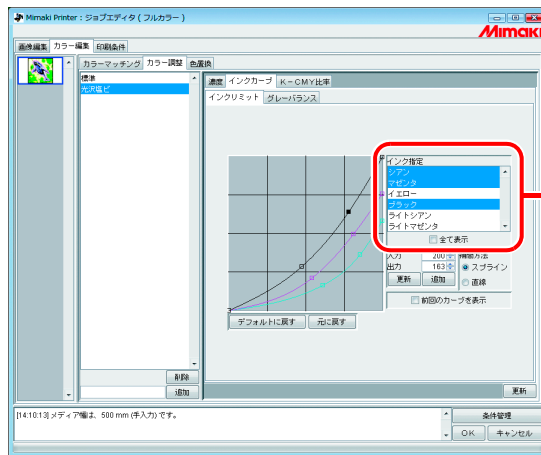 Mimaki Printer : ジョブエディタ ( フルカラー )
Mimaki
画像編集 カラー編集 印刷条件
カラーマッチング カラー調整 色置換
標準
光沢塩ビ
濃度 インクカーブ K－CMY比率
インクリミット グレーバランス
インク指定
シアン
マゼンタ
イエロー
ブラック
ライトシアン
ライトマゼンタ
全て表示
入力 200 補間方法
出力 163 スプライン
更新 追加 直線
前回のカーブを表示
デフォルトに戻す 元に戻す
削除
追加
更新
[14:10:13] メディア幅は、500 mm (手入力) です。
条件管理
OK キャンセル